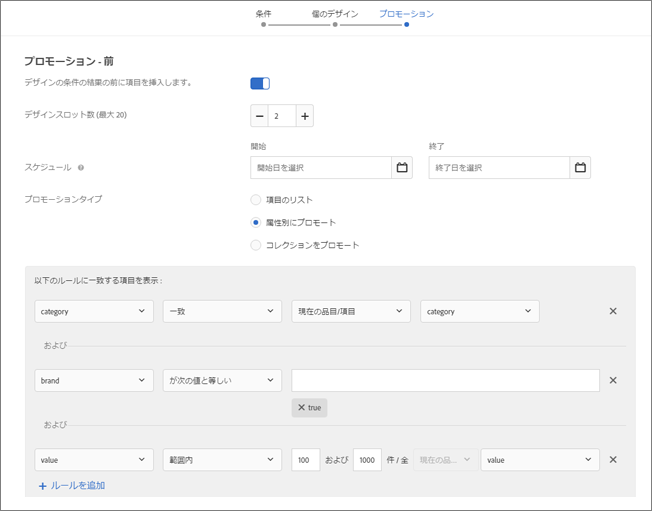 条件 個のデザイン プロモーション
プロモーション - 前
デザインの条件の結果の前に項目を挿入します。
デザインスロット数 (最大 20) 2
開始 終了
スケジュール 開始日を選択 終了日を選択
プロモーションタイプ 項目のリスト
属性別にプロモート
コレクションをプロモート
以下のルールに一致する項目を表示 :
category 一致 現在の品目/項目 category
および
brand が次の値と等しい
true
および
value 範囲内 100 および 1000 件 / 全 現在の品... value
+ ルールを追加